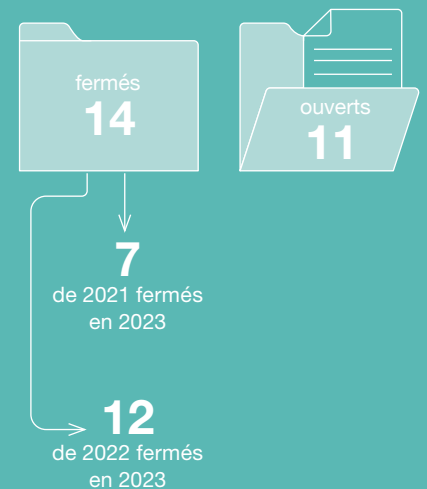 fermés
14
ouverts
11
7
de 2021 fermés
en 2023
12
de 2022 fermés
en 2023